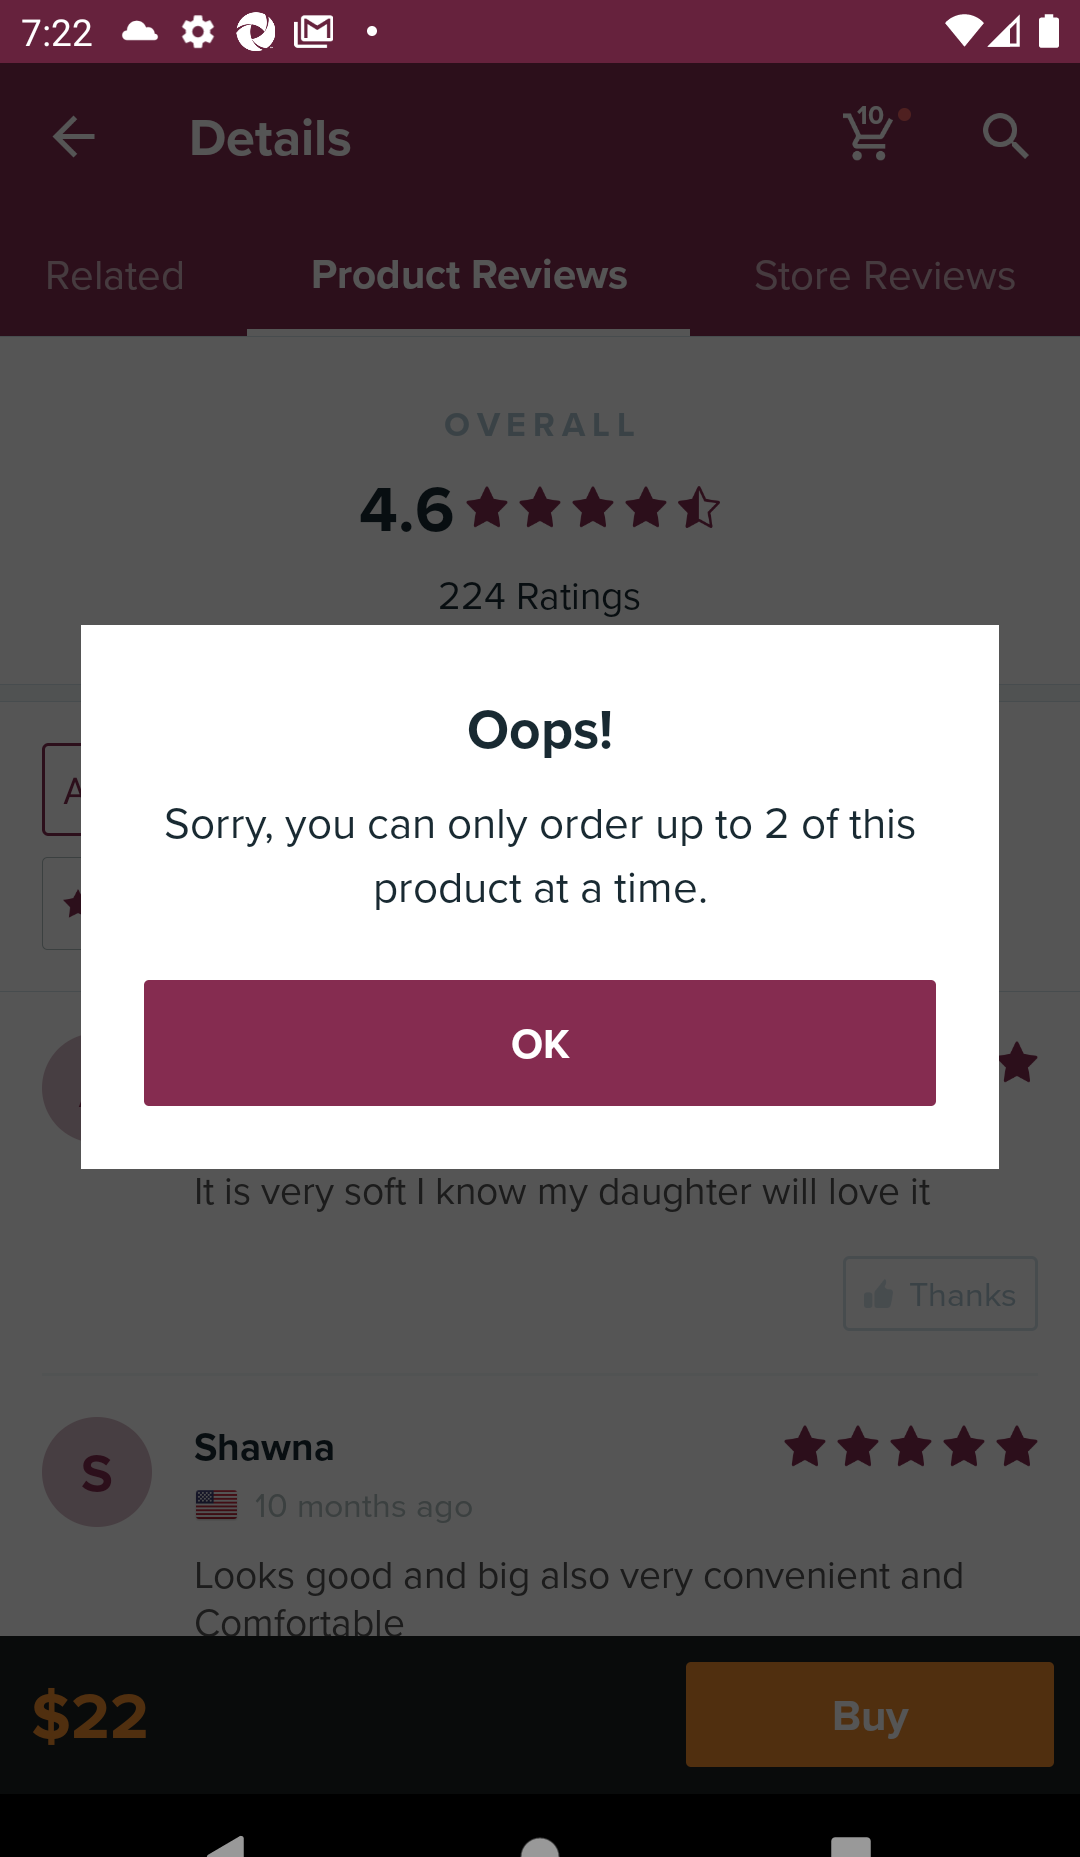 7:22
Details
10
Related
Product Reviews
Store Reviews
OVERALL
4.6
224 Ratings
Oops!
Sorry, you can only order up to 2 of this
product at a time.
OK
It is very soft I know my daughter will love it
Thanks
S
Shawna
10 months ago
Looks good and big also very convenient and
Comfortable
$22
Buy